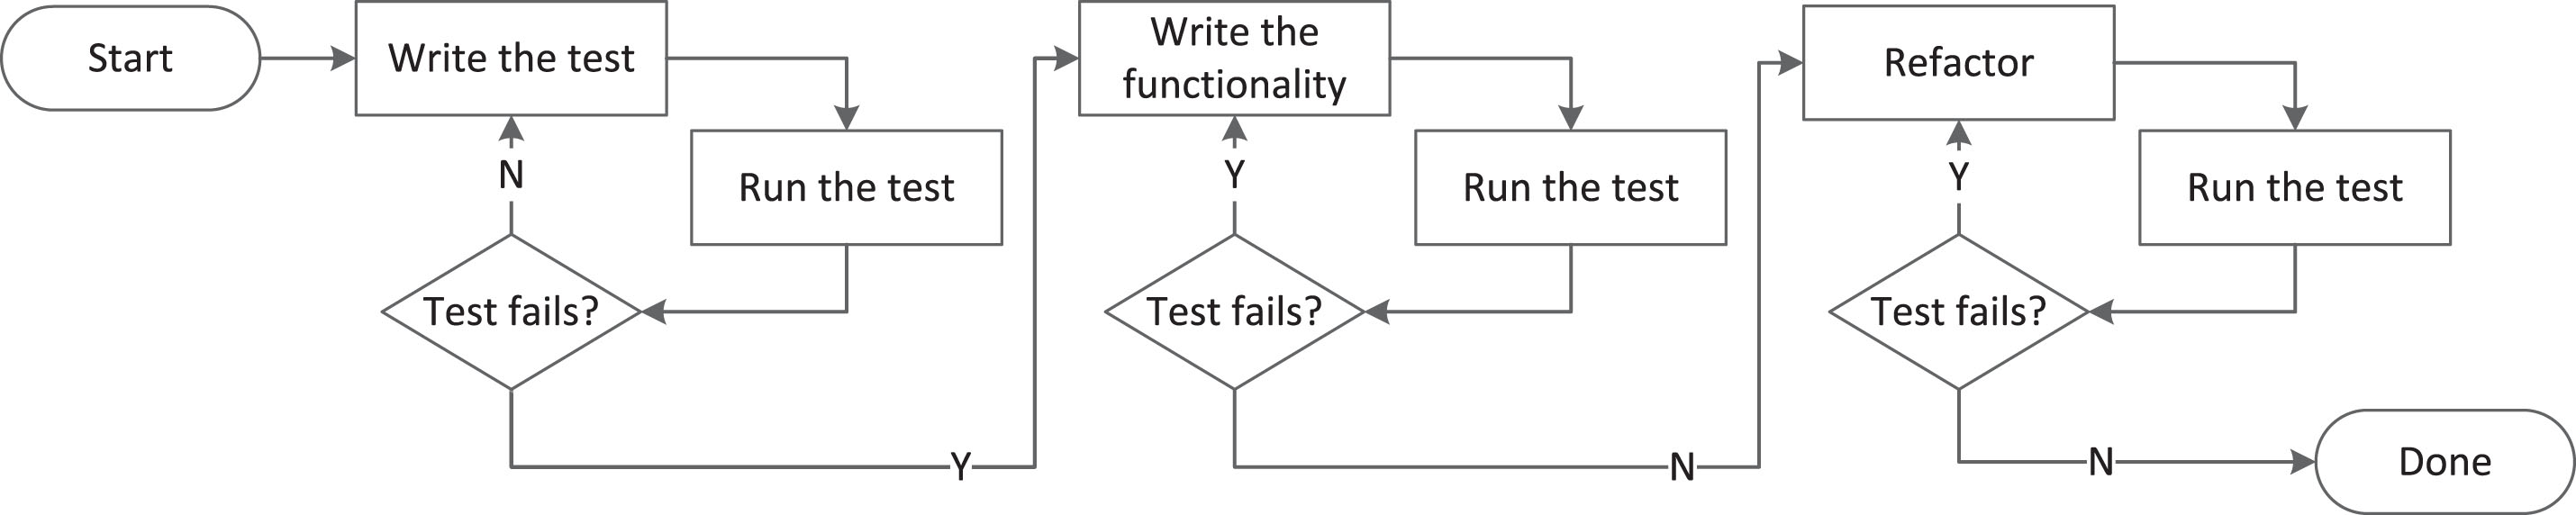 Start
Write the test
Run the test
Test fails?
N
Y
Write the
functionality
Run the test
Test fails?
Y
N
Refactor
Run the test
Test fails?
Y
N
Done